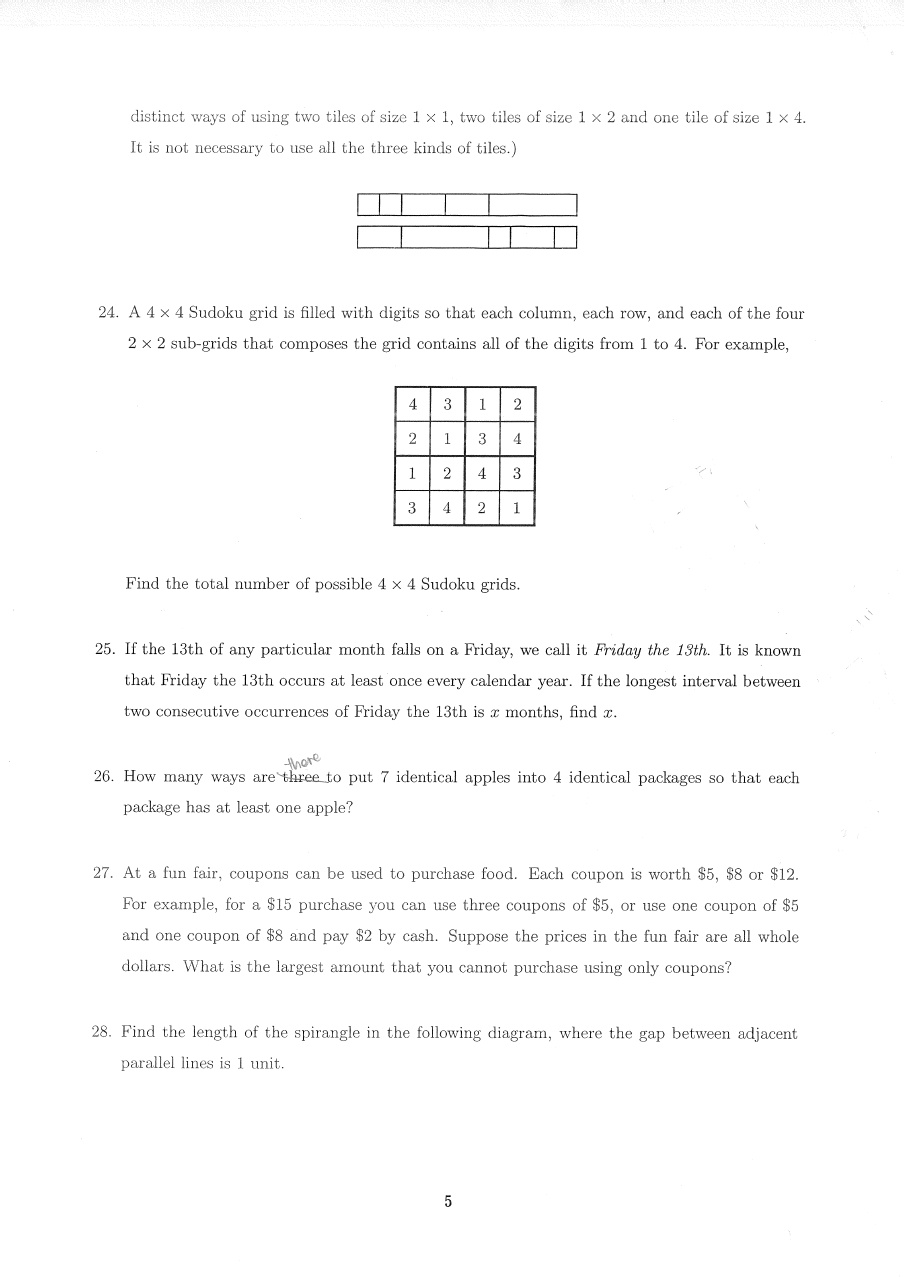 distinct ways of using two tiles of size 1 × 1, two tiles of size 1 × 2 and one tile of size 1 × 4.
It is not necessary to use all the three kinds of tiles.)
24. A 4 × 4 Sudoku grid is filled with digits so that each column, each row, and each of the four
2 × 2 sub-grids that composes the grid contains all of the digits from 1 to 4. For example,
4 3 1 2
2 1 3 4
1 2 4 3
3 4 2 1
Find the total number of possible 4 × 4 Sudoku grids.
25. If the 13th of any particular month falls on a Friday, we call it Friday the 13th. It is known
that Friday the 13th occurs at least once every calendar year. If the longest interval between
two consecutive occurrences of Friday the 13th is x months, find x.
there
26. How many ways are three to put 7 identical apples into 4 identical packages so that each
package has at least one apple?
27. At a fun fair, coupons can be used to purchase food. Each coupon is worth $5, $8 or $12.
For example, for a $15 purchase you can use three coupons of $5, or use one coupon of $5
and one coupon of $8 and pay $2 by cash. Suppose the prices in the fun fair are all whole
dollars. What is the largest amount that you cannot purchase using only coupons?
28. Find the length of the spirangle in the following diagram, where the gap between adjacent
parallel lines is 1 unit.
5